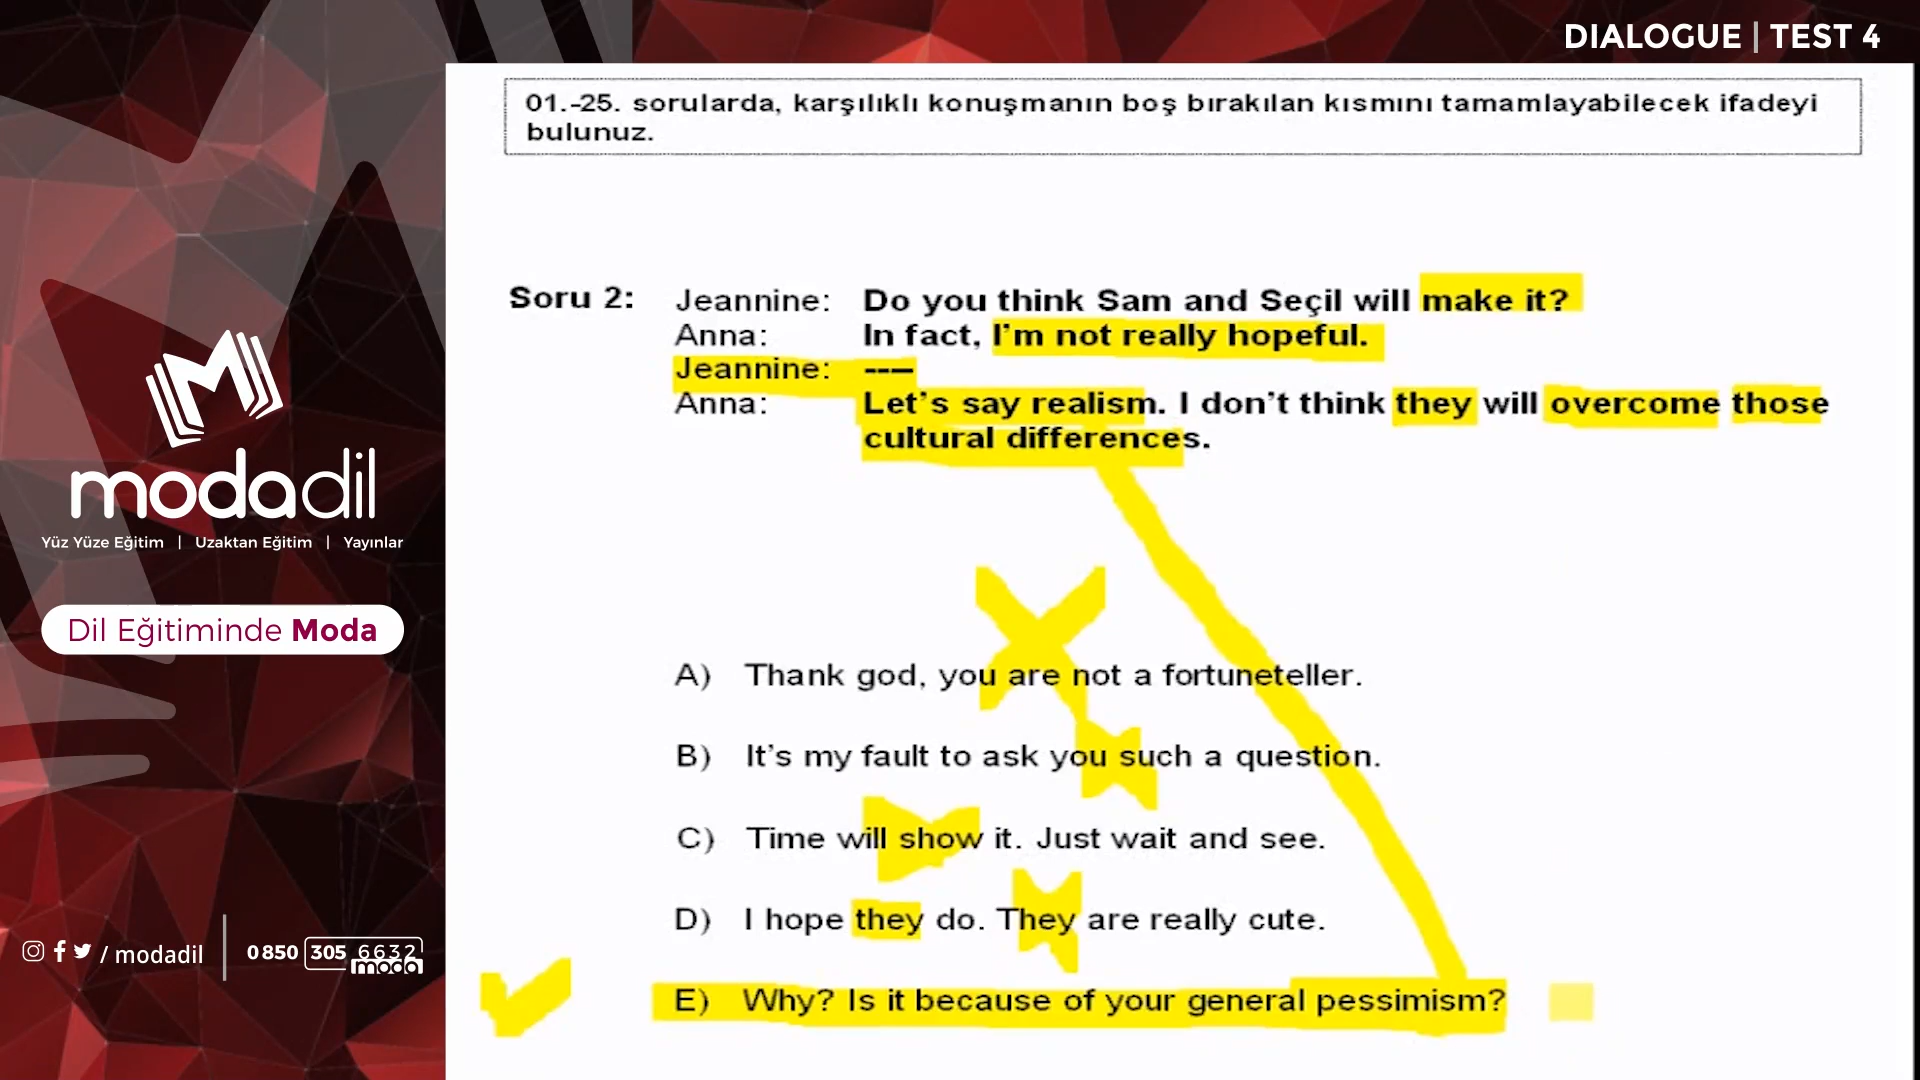 DIALOGUE | TEST 4
01.-25. sorularda, karşılıklı konuşmanın boş bırakılan kısmını tamamlayabilecek ifadeyi
bulunuz.
Soru 2: Jeannine: Do you think Sam and Seçil will make it?
Anna: In fact, I'm not really hopeful.
Jeannine: ----
Anna: Let's say realism. I don't think they will overcome those
cultural differences.
A) Thank god, you are not a fortuneteller.
B) It's my fault to ask you such a question.
C) Time will show it. Just wait and see.
D) I hope they do. They are really cute.
E) Why? Is it because of your general pessimism?
modadil
Yüz Yüze Eğitim | Uzaktan Eğitim | Yayınlar
Dil Eğitiminde Moda
/ modadil
0850 305 6632
moda